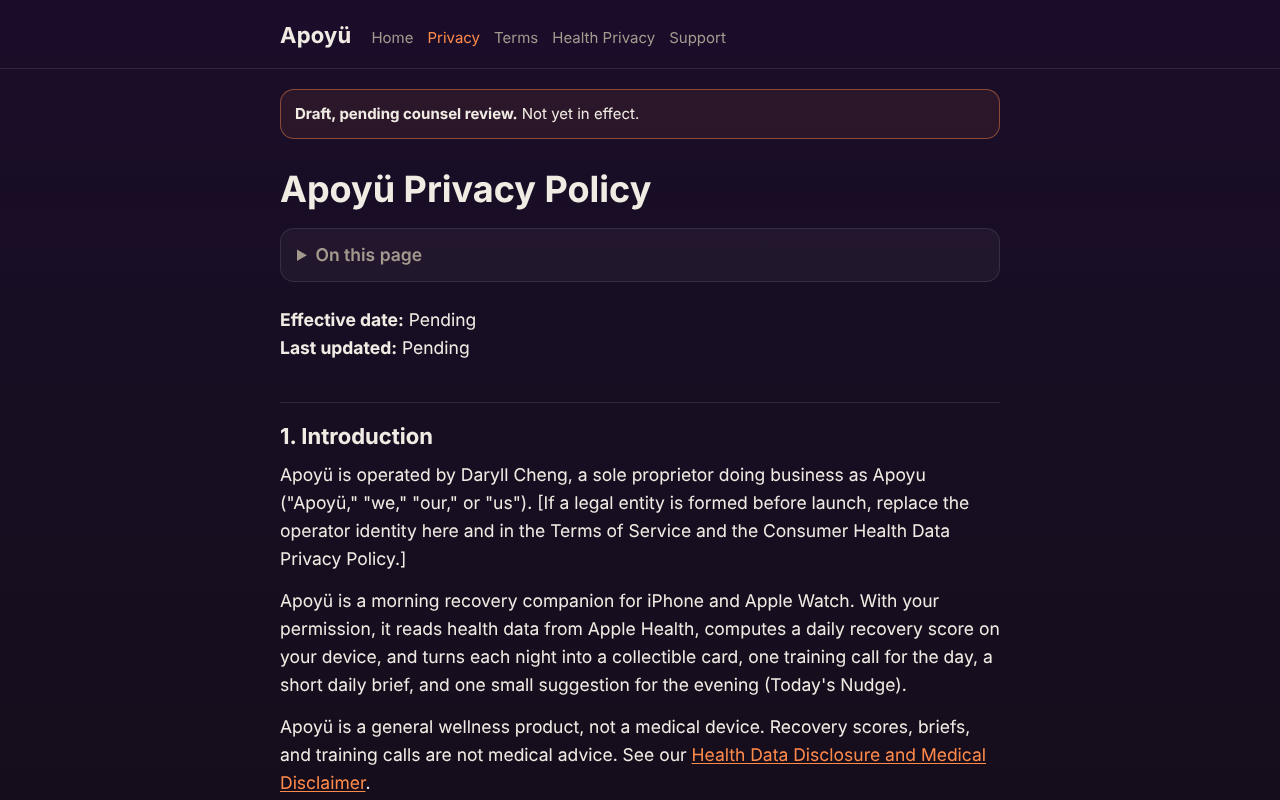 Apoyü
Home Privacy Terms Health Privacy Support
Draft, pending counsel review. Not yet in effect.
Apoyü Privacy Policy
On this page
Effective date: Pending
Last updated: Pending
1. Introduction
Apoyü is operated by Daryll Cheng, a sole proprietor doing business as Apoyu
("Apoyü," "we," "our," or "us"). [If a legal entity is formed before launch, replace the
operator identity here and in the Terms of Service and the Consumer Health Data
Privacy Policy.]
Apoyü is a morning recovery companion for iPhone and Apple Watch. With your
permission, it reads health data from Apple Health, computes a daily recovery score on
your device, and turns each night into a collectible card, one training call for the day, a
short daily brief, and one small suggestion for the evening (Today's Nudge).
Apoyü is a general wellness product, not a medical device. Recovery scores, briefs,
and training calls are not medical advice. See our Health Data Disclosure and Medical
Disclaimer.